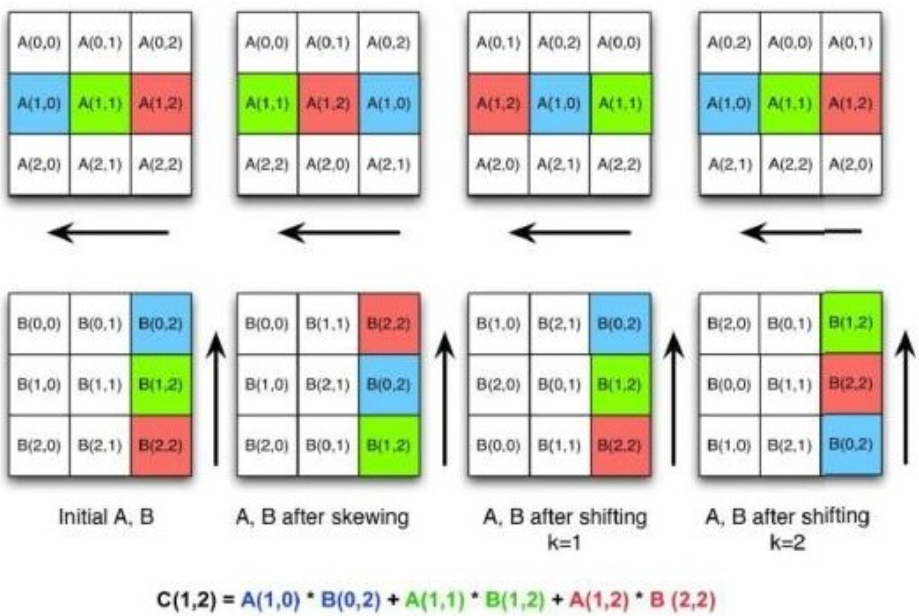 A(0,0) A(0,1) A(0,2)
A(1,0) A(1,1) A(1,2)
A(2,0) A(2,1) A(2,2)
A(0,0) A(0,1) A(0,2)
A(1,1) A(1,2) A(1,0)
A(2,2) A(2,0) A(2,1)
A(0,1) A(0,2) A(0,0)
A(1,2) A(1,0) A(1,1)
A(2,0) A(2,1) A(2,2)
A(0,2) A(0,0) A(0,1)
A(1,0) A(1,1) A(1,2)
A(2,1) A(2,2) A(2,0)
B(0,0) B(0,1) B(0,2)
B(1,0) B(1,1) B(1,2)
B(2,0) B(2,1) B(2,2)
B(0,0) B(1,1) B(2,2)
B(1,0) B(2,1) B(0,2)
B(2,0) B(0,1) B(1,2)
B(1,0) B(2,1) B(0,2)
B(2,0) B(0,1) B(1,2)
B(0,0) B(1,1) B(2,2)
B(2,0) B(0,1) B(1,2)
B(0,0) B(1,1) B(2,2)
B(1,0) B(2,1) B(0,2)
Initial A, B
A, B after skewing
A, B after shifting
k=1
A, B after shifting
k=2
C(1,2) = A(1,0) * B(0,2) + A(1,1) * B(1,2) + A(1,2) * B (2,2)